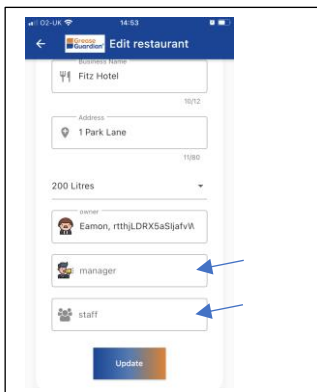 O2-UK 14:53
Grease Guardian Edit restaurant
Business Name
Fitz Hotel
10/12
Address
1 Park Lane
11/80
200 Litres
owner
Eamon,
manager
staff
Update